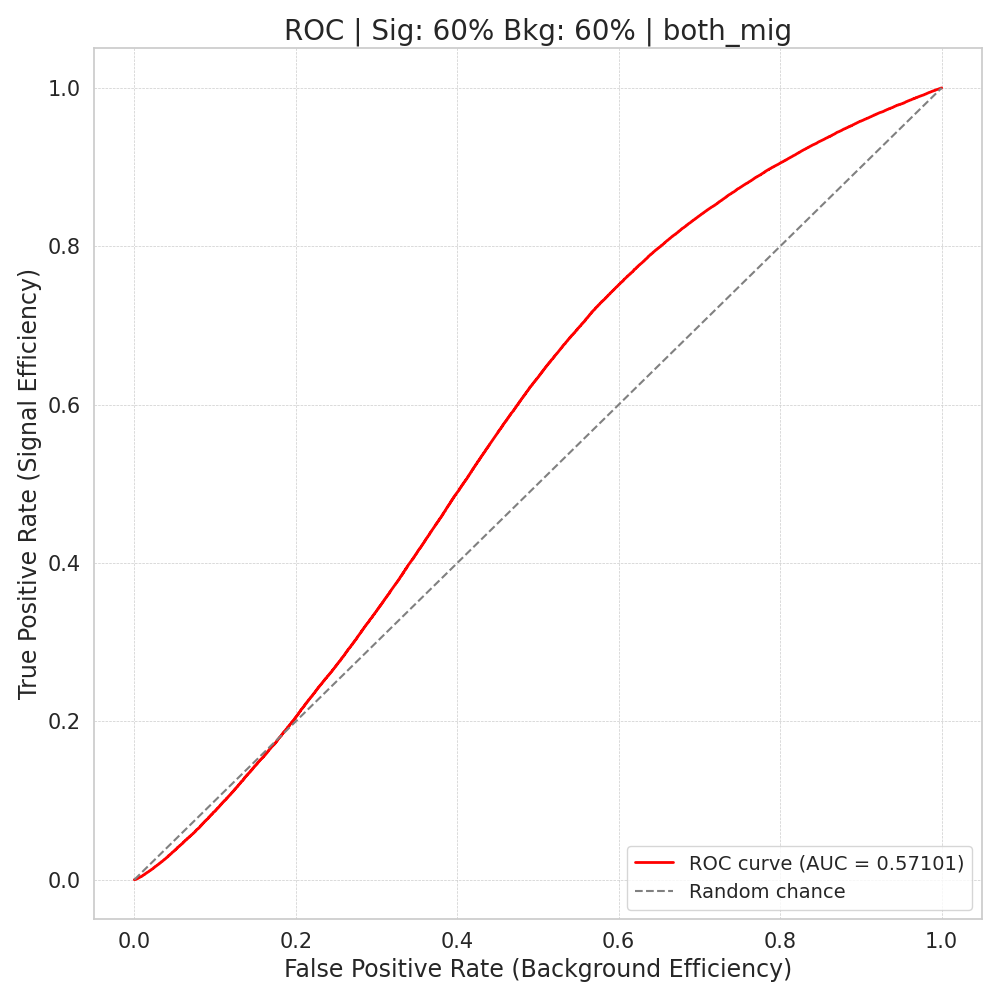 ROC | Sig: 60% Bkg: 60% | both_mig
True Positive Rate (Signal Efficiency)
1.0
0.8
0.6
0.4
0.2
0.0
ROC curve (AUC = 0.57101)
Random chance
0.0 0.2 0.4 0.6 0.8 1.0
False Positive Rate (Background Efficiency)